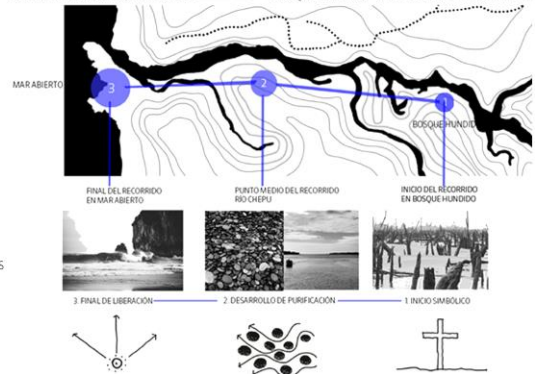 MAR ABIERTO
3
2
1
BOSQUE HUNDIDO
FINAL DEL RECORRIDO
EN MAR ABIERTO
PUNTO MEDIO DEL RECORRIDO
RÍO CHEPU
INICIO DEL RECORRIDO
EN BOSQUE HUNDIDO
S
3. FINAL DE LIBERACIÓN
2. DESARROLLO DE PURIFICACIÓN
1. INICIO SIMBÓLICO